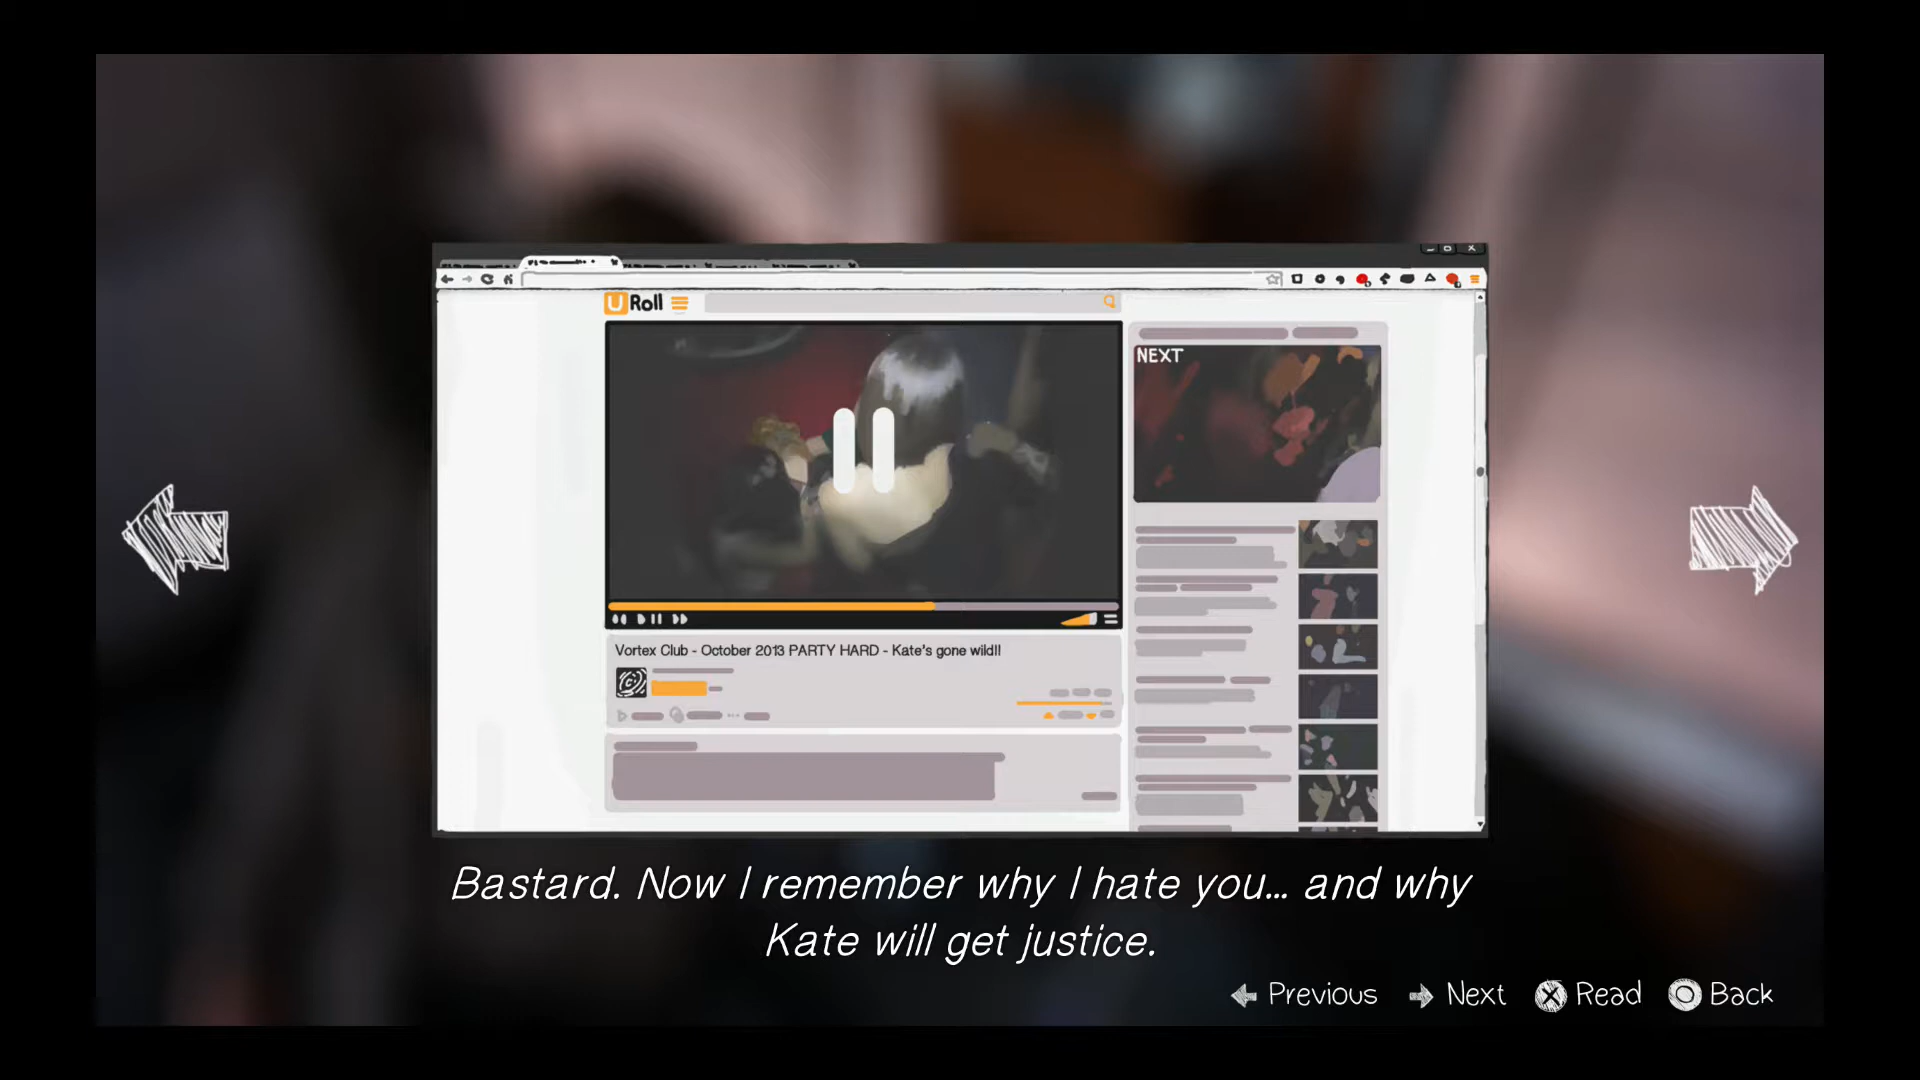 U Roll
NEXT
Vortex Club - October 2013 PARTY HARD - Kate's gone wild!!
Bastard. Now I remember why I hate you... and why
Kate will get justice.
Previous Next Read Back